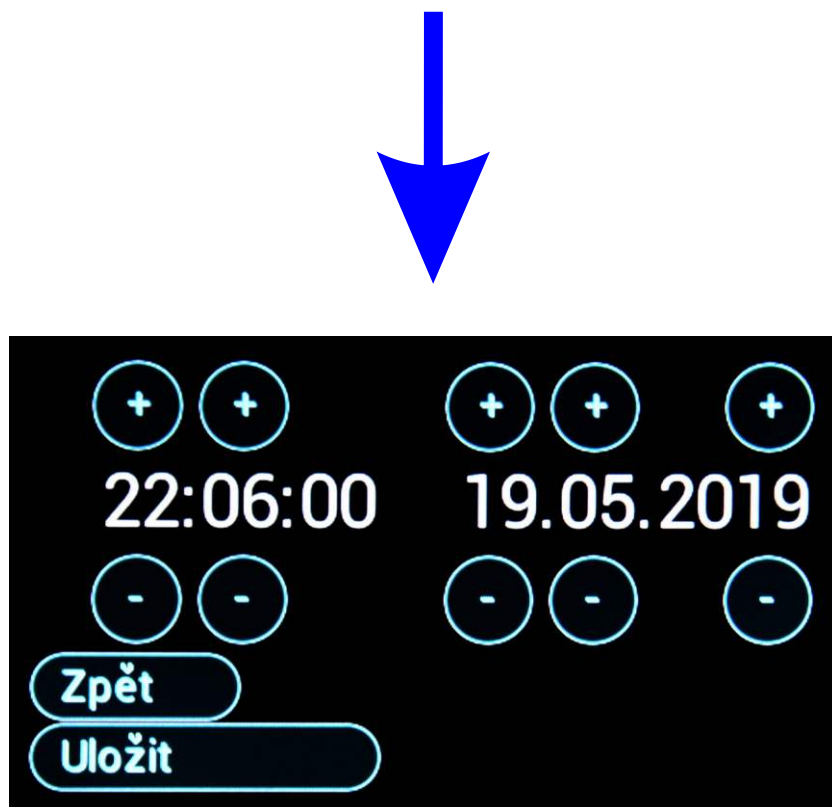 + + + + +
22:06:00 19.05.2019
- - - - -
Zpět
Uložit